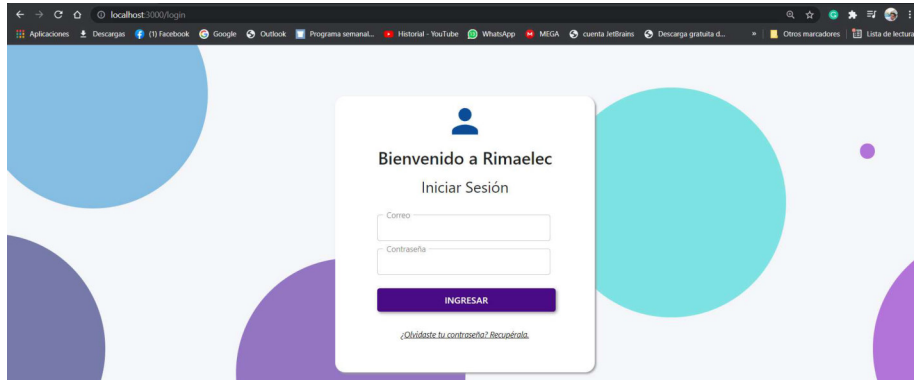 localhost:3000/login
Aplicaciones Descargas (1) Facebook Google Outlook Programa semanal... Historial - YouTube WhatsApp MEGA cuenta JetBrains Descarga gratuita d... » Otros marcadores Lista de lectura
Bienvenido a Rimaelec
Iniciar Sesión
Correo
Contraseña
INGRESAR
¿Olvidaste tu contraseña? Recupérala.